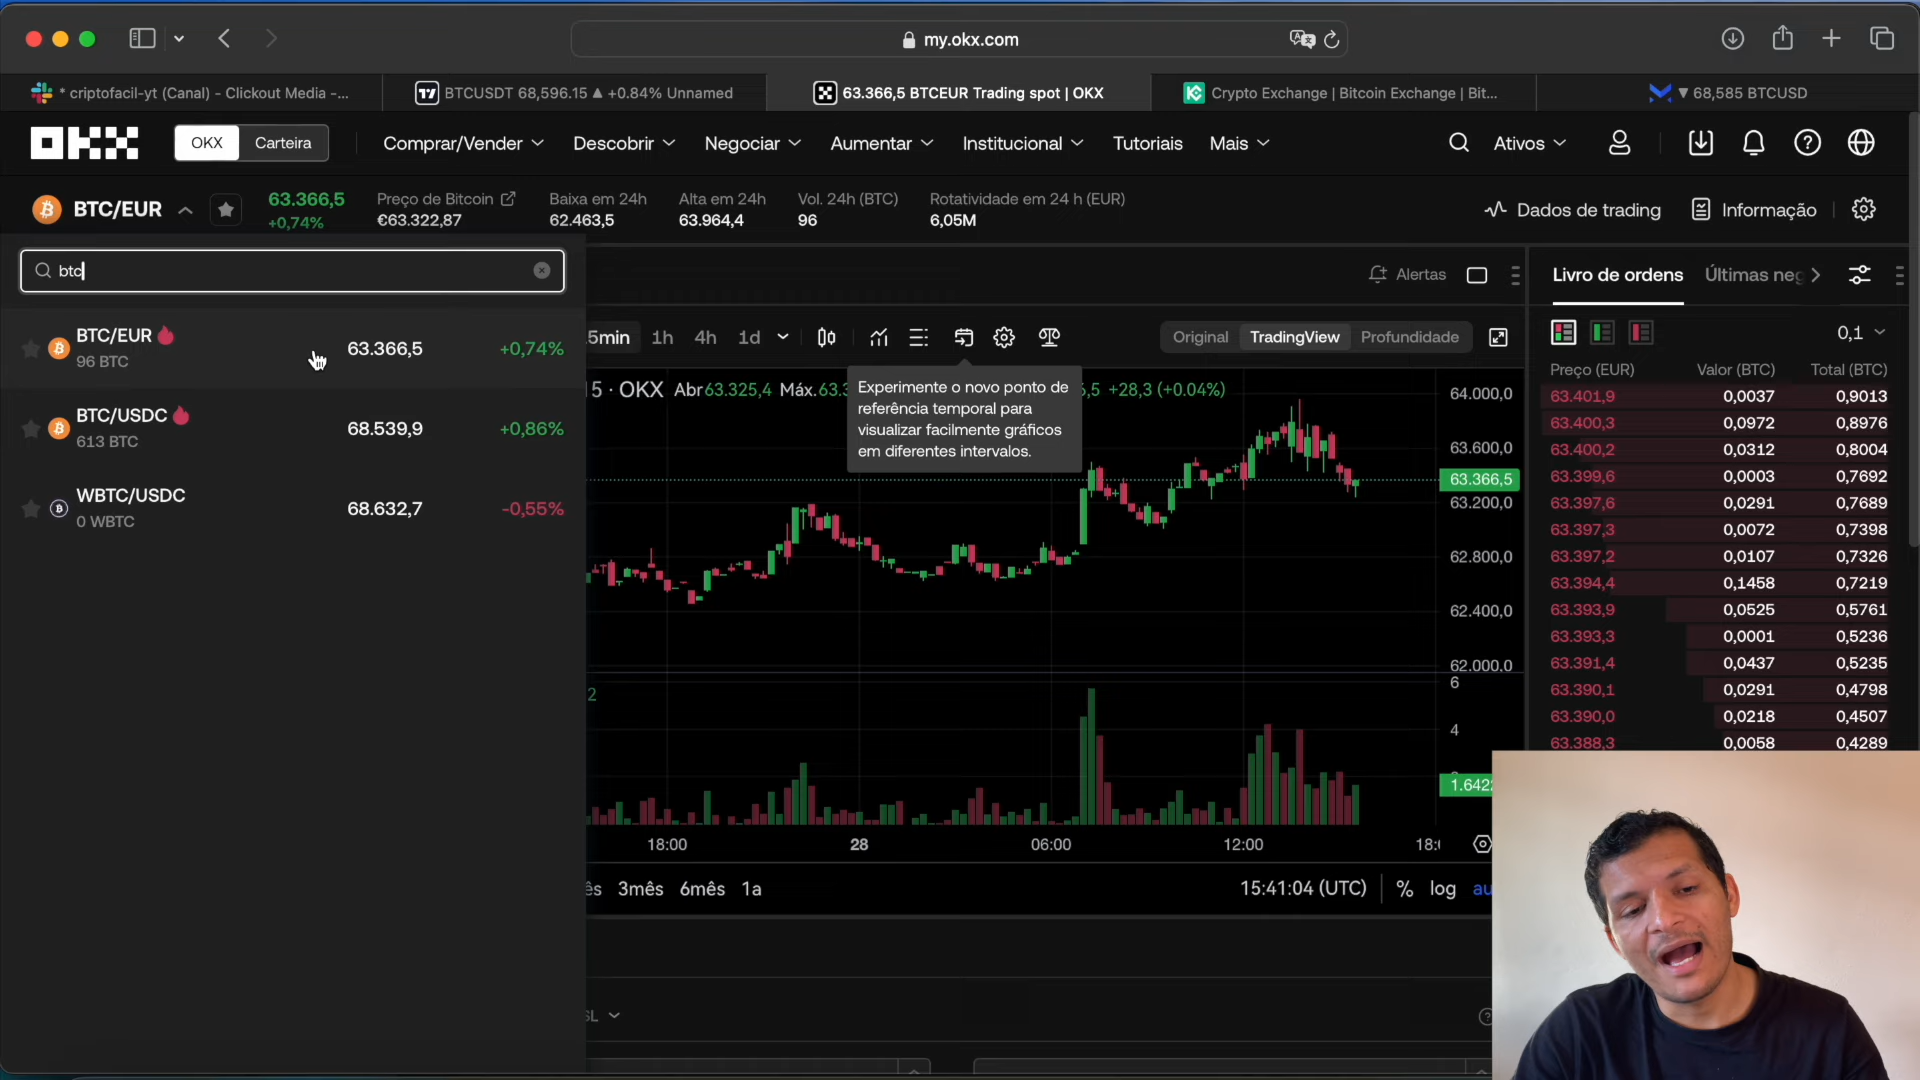 my.okx.com
* criptofacil-yt (Canal) - Clickout Media -...
BTCUSDT 68,596.15 ▲ +0.84% Unnamed
63.366,5 BTCEUR Trading spot | OKX
Crypto Exchange | Bitcoin Exchange | Bit...
▼ 68,585 BTCUSD
OKX
OKX Carteira
Comprar/Vender Descobrir Negociar Aumentar Institucional Tutoriais Mais
Ativos
BTC/EUR
63.366,5
+0,74%
Preço de Bitcoin
€63.322,87
Baixa em 24h
62.463,5
Alta em 24h
63.964,4
Vol. 24h (BTC)
96
Rotatividade em 24 h (EUR)
6,05M
Dados de trading
Informação
btc
BTC/EUR 63.366,5 +0,74%
96 BTC
BTC/USDC 68.539,9 +0,86%
613 BTC
WBTC/USDC 68.632,7 -0,55%
0 WBTC
Alertas
5min 1h 4h 1d
Original TradingView Profundidade
15 · OKX Abr63.325,4 Máx.63.3
6,5 +28,3 (+0.04%)
Experimente o novo ponto de
referência temporal para
visualizar facilmente gráficos
em diferentes intervalos.
64.000,0
63.600,0
63.366,5
63.200,0
62.800,0
62.400,0
62.000,0
2
6
4
1.642
18:00 28 06:00 12:00 18:
ês 3mês 6mês 1a
15:41:04 (UTC) % log au
SL
Livro de ordens Últimas neg
0,1
Preço (EUR) Valor (BTC) Total (BTC)
63.401,9 0,0037 0,9013
63.400,3 0,0972 0,8976
63.400,2 0,0312 0,8004
63.399,6 0,0003 0,7692
63.397,6 0,0291 0,7689
63.397,3 0,0072 0,7398
63.397,2 0,0107 0,7326
63.394,4 0,1458 0,7219
63.393,9 0,0525 0,5761
63.393,3 0,0001 0,5236
63.391,4 0,0437 0,5235
63.390,1 0,0291 0,4798
63.390,0 0,0218 0,4507
63.388,3 0,0058 0,4289